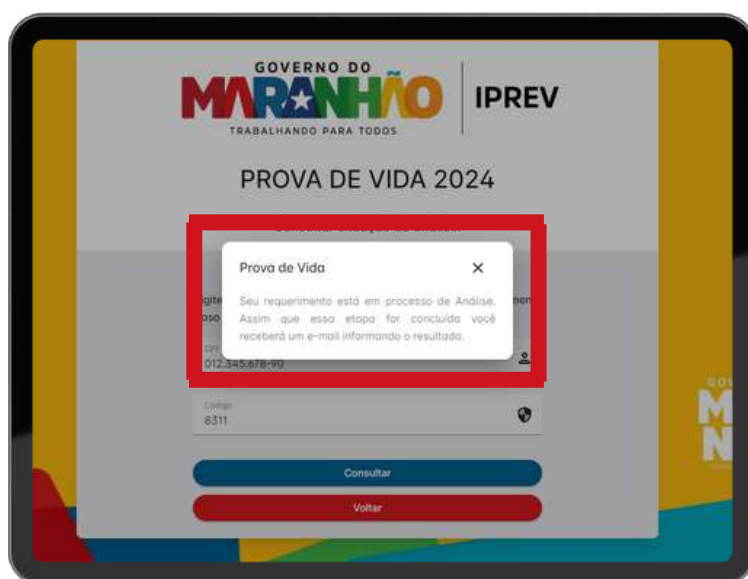 GOVERNO DO
MARANHÃO
TRABALHANDO PARA TODOS
IPREV
PROVA DE VIDA 2024
Prova de Vida
Seu requerimento está em processo de Análise.
Assim que essa etapa for concluída você
receberá um e-mail informando o resultado.
CPF
012.345.678-90
Código
8311
Consultar
Voltar